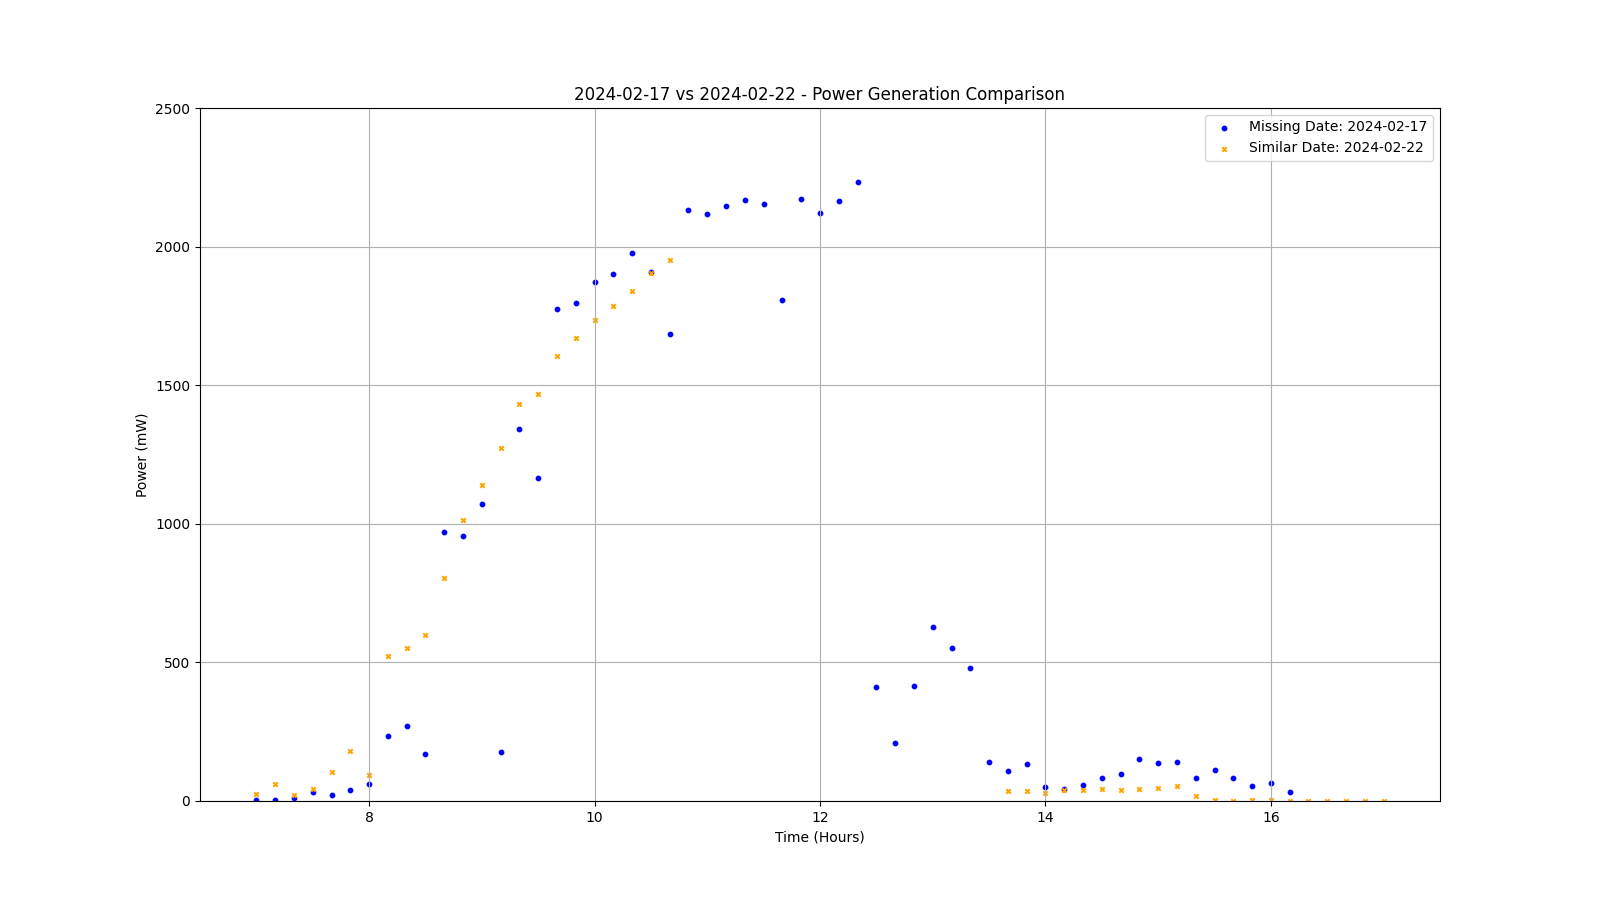 2024-02-17 vs 2024-02-22 - Power Generation Comparison
Missing Date: 2024-02-17
Similar Date: 2024-02-22
Power (mW)
2500
2000
1500
1000
500
0
8 10 12 14 16
Time (Hours)